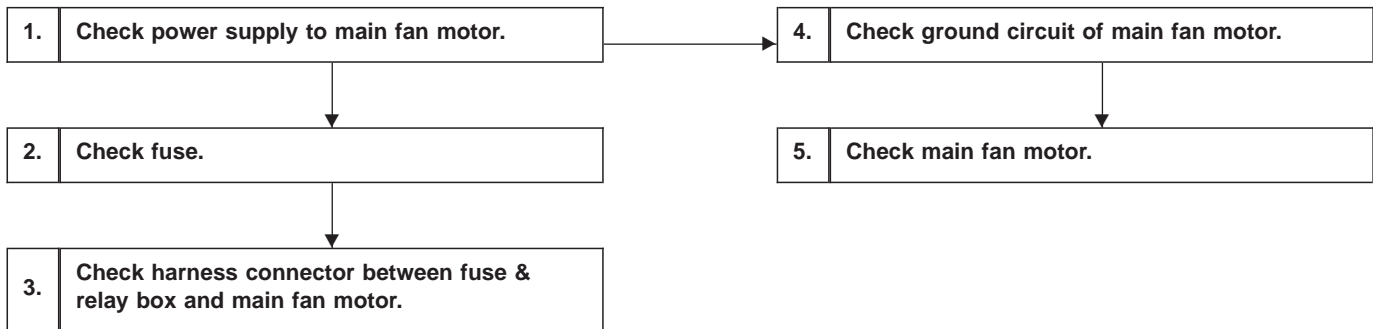 1. Check power supply to main fan motor.
2. Check fuse.
3. Check harness connector between fuse &
relay box and main fan motor.
4. Check ground circuit of main fan motor.
5. Check main fan motor.